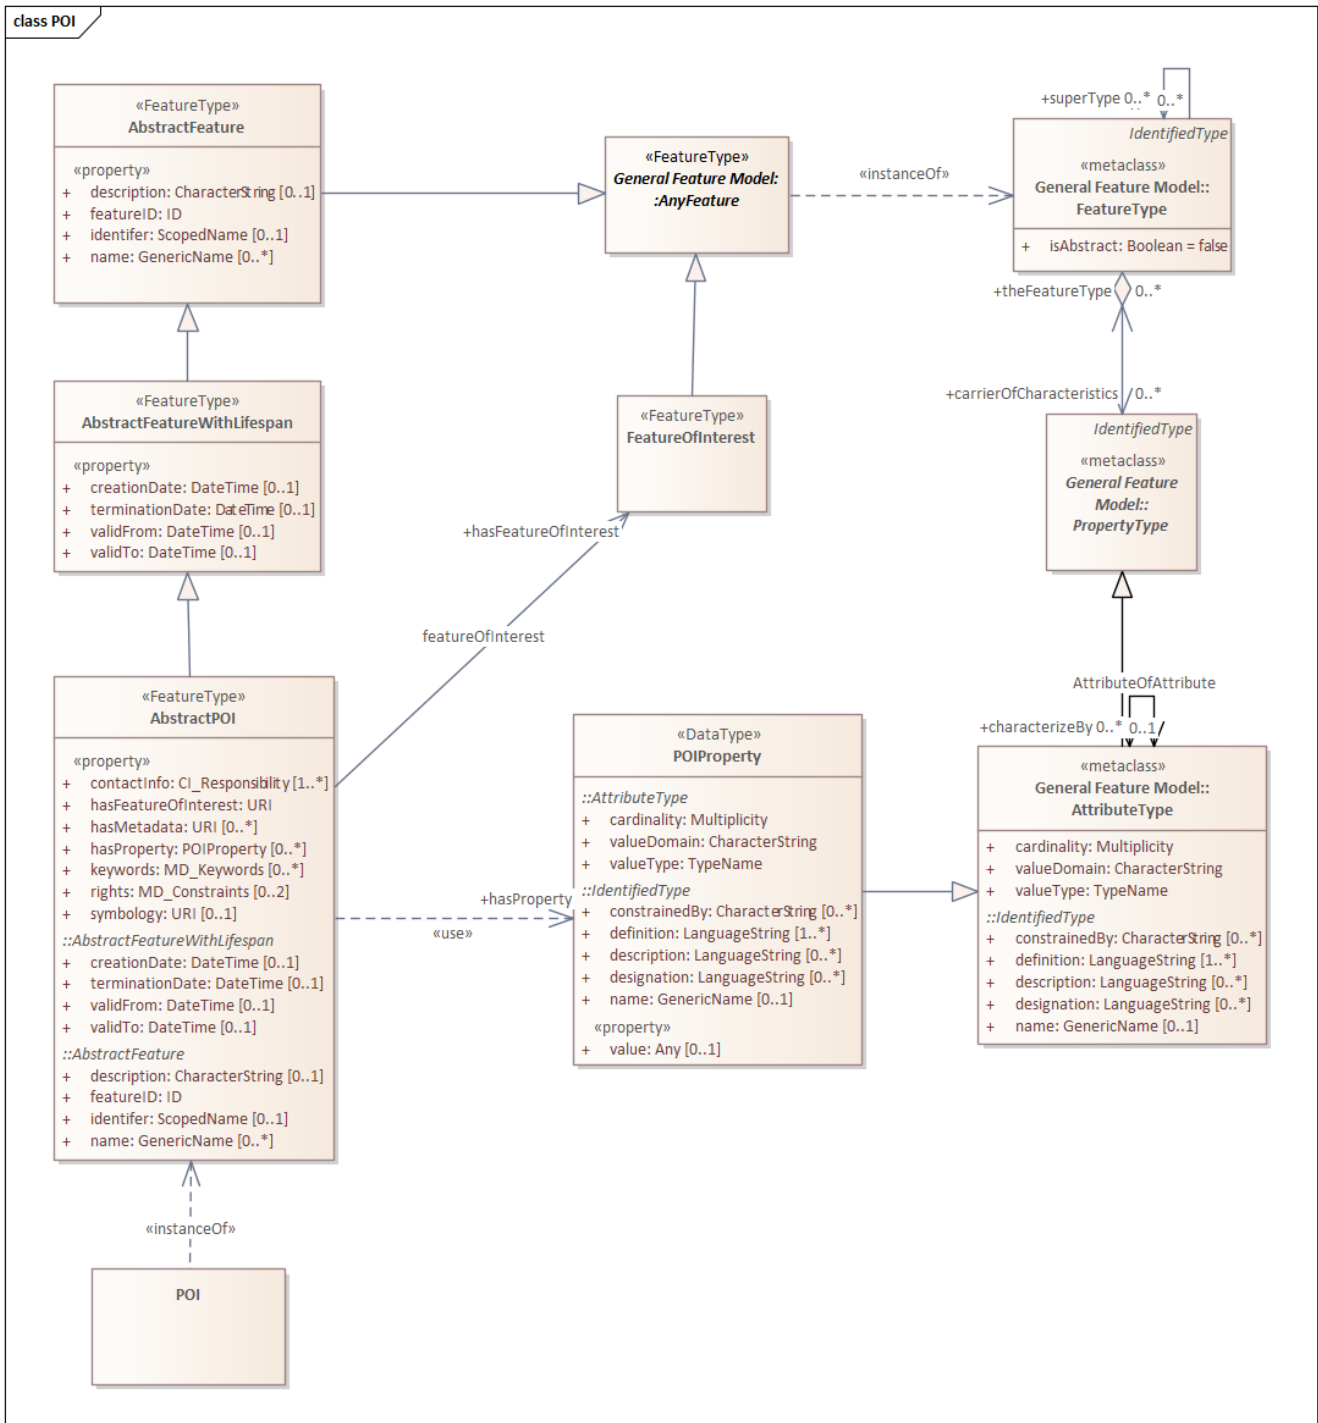 class POI
«FeatureType»
AbstractFeature
«property»
+ description: CharacterString [0..1]
+ featureID: ID
+ identifer: ScopedName [0..1]
+ name: GenericName [0..*]
«FeatureType»
General Feature Model:
:AnyFeature
«instanceOf»
+superType 0..* 0..*
IdentifiedType
«metaclass»
General Feature Model::
FeatureType
+ isAbstract: Boolean = false
+theFeatureType 0..*
+carrierOfCharacteristics 0..*
IdentifiedType
«metaclass»
General Feature
Model::
PropertyType
«FeatureType»
AbstractFeatureWithLifespan
«property»
+ creationDate: DateTime [0..1]
+ terminationDate: DateTime [0..1]
+ validFrom: DateTime [0..1]
+ validTo: DateTime [0..1]
«FeatureType»
FeatureOfInterest
+hasFeatureOfInterest
featureOfInterest
«FeatureType»
AbstractPOI
«property»
+ contactInfo: CI_Responsibility [1..*]
+ hasFeatureOfInterest: URI
+ hasMetadata: URI [0..*]
+ hasProperty: POIProperty [0..*]
+ keywords: MD_Keywords [0..*]
+ rights: MD_Constraints [0..2]
+ symbology: URI [0..1]
::AbstractFeatureWithLifespan
+ creationDate: DateTime [0..1]
+ terminationDate: DateTime [0..1]
+ validFrom: DateTime [0..1]
+ validTo: DateTime [0..1]
::AbstractFeature
+ description: CharacterString [0..1]
+ featureID: ID
+ identifer: ScopedName [0..1]
+ name: GenericName [0..*]
+hasProperty
«use»
«DataType»
POIProperty
::AttributeType
+ cardinality: Multiplicity
+ valueDomain: CharacterString
+ valueType: TypeName
::IdentifiedType
+ constrainedBy: CharacterString [0..*]
+ definition: LanguageString [1..*]
+ description: LanguageString [0..*]
+ designation: LanguageString [0..*]
+ name: GenericName [0..1]
«property»
+ value: Any [0..1]
AttributeOfAttribute
+characterizeBy 0..* 0..1
«metaclass»
General Feature Model::
AttributeType
+ cardinality: Multiplicity
+ valueDomain: CharacterString
+ valueType: TypeName
::IdentifiedType
+ constrainedBy: CharacterString [0..*]
+ definition: LanguageString [1..*]
+ description: LanguageString [0..*]
+ designation: LanguageString [0..*]
+ name: GenericName [0..1]
«instanceOf»
POI